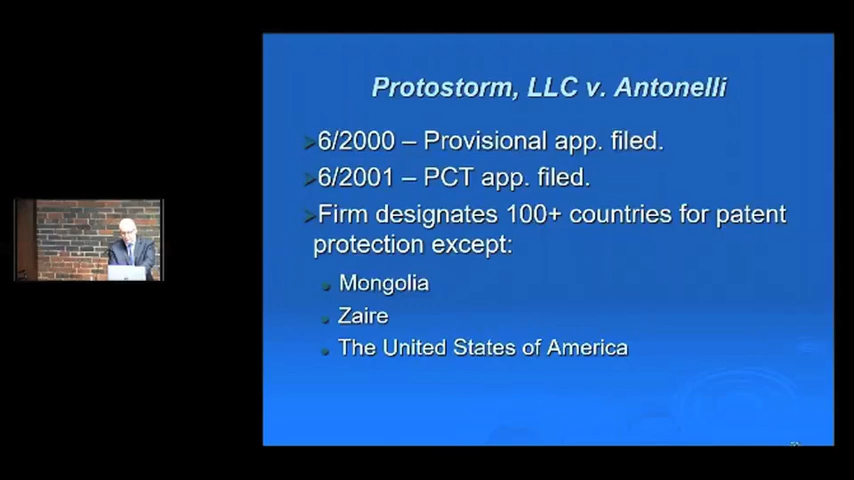 Protostorm, LLC v. Antonelli
6/2000 – Provisional app. filed.
6/2001 – PCT app. filed.
Firm designates 100+ countries for patent
protection except:
Mongolia
Zaire
The United States of America